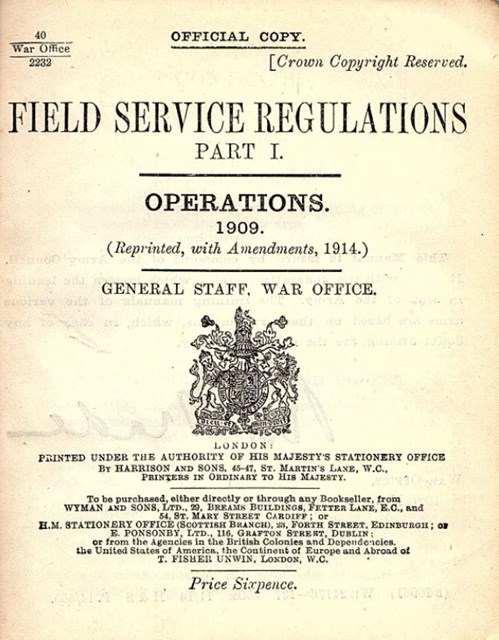 40
War Office
2232
OFFICIAL COPY.
[Crown Copyright Reserved.
FIELD SERVICE REGULATIONS
PART I.
OPERATIONS.
1909.
(Reprinted, with Amendments, 1914.)
GENERAL STAFF, WAR OFFICE.
LONDON:
PRINTED UNDER THE AUTHORITY OF HIS MAJESTY'S STATIONERY OFFICE
BY HARRISON AND SONS, 45-47, ST. MARTIN'S LANE, W.C.,
PRINTERS IN ORDINARY TO HIS MAJESTY.
To be purchased, either directly or through any Bookseller, from
WYMAN AND SONS, LTD., 29, BREAMS BUILDINGS, FETTER LANE, E.C., and
54, ST. MARY STREET CARDIFF; or
H.M. STATIONERY OFFICE (SCOTTISH BRANCH), 23, FORTH STREET, EDINBURGH; or
E. PONSONBY, LTD., 116, GRAFTON STREET, DUBLIN;
or from the Agencies in the British Colonies and Dependencies,
the United States of America, the Continent of Europe and Abroad of
T. FISHER UNWIN, LONDON, W.C.
Price Sixpence.